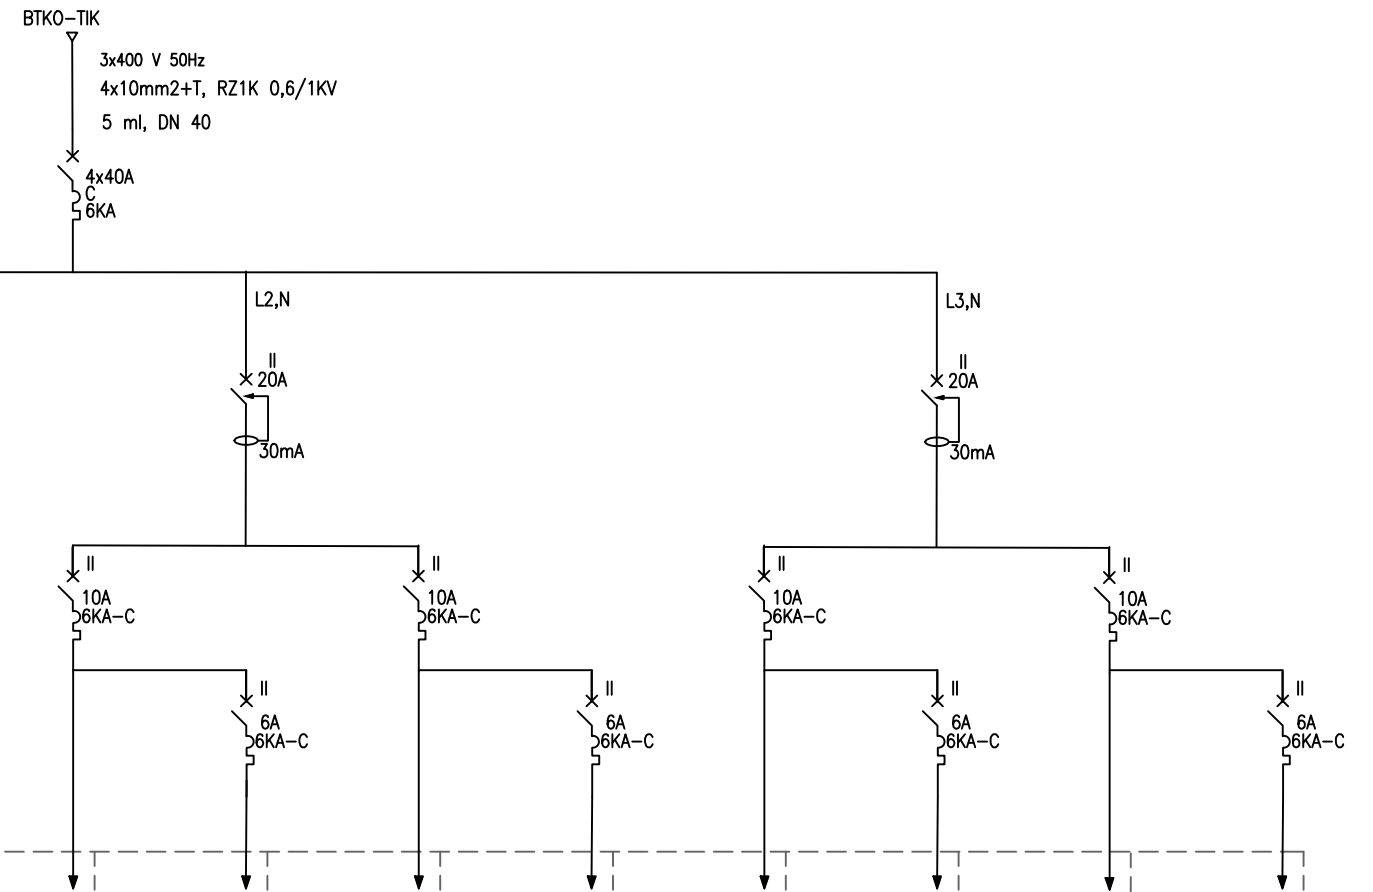 BTKO-TIK
3x400 V 50Hz
4x10mm2+T, RZ1K 0,6/1KV
5 ml, DN 40
4x40A
C
6KA
L2,N
L3,N
II
20A
30mA
II
20A
30mA
II
10A
6KA-C
II
10A
6KA-C
II
10A
6KA-C
II
10A
6KA-C
II
6A
6KA-C
II
6A
6KA-C
II
6A
6KA-C
II
6A
6KA-C